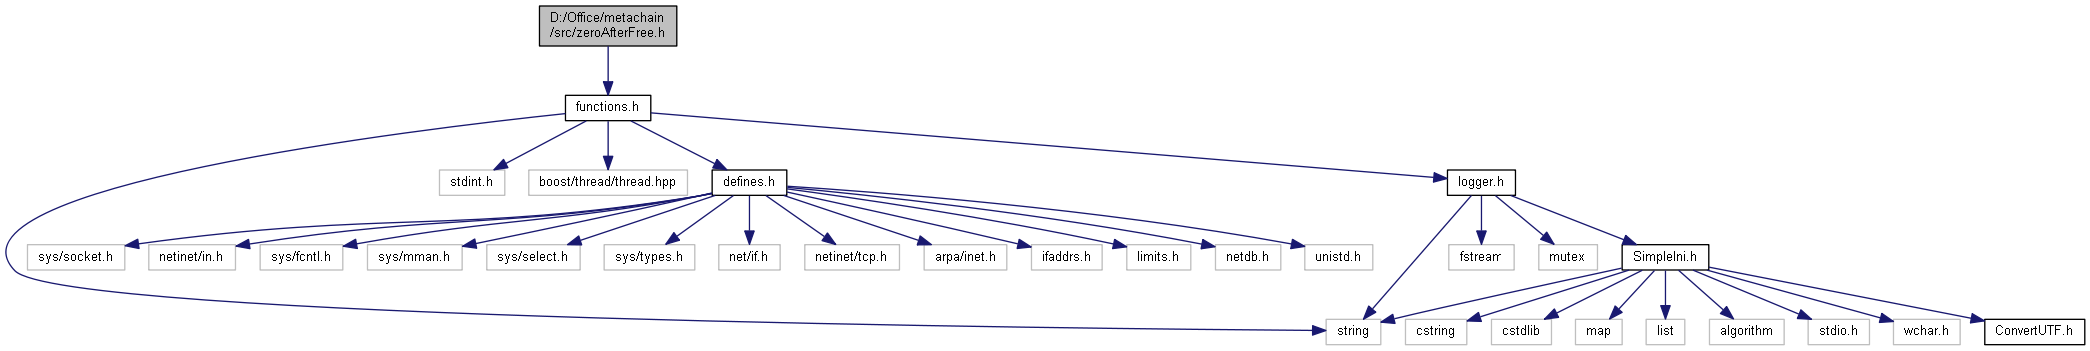 D:/Office/metachain
/src/zeroAfterFree.h
functions.h
stdint.h
boost/thread/thread.hpp
defines.h
logger.h
sys/socket.h
netinet/in.h
sys/fcntl.h
sys/mman.h
sys/select.h
sys/types.h
net/if.h
netinet/tcp.h
arpa/inet.h
ifaddrs.h
limits.h
netdb.h
unistd.h
fstream
mutex
SimpleIni.h
string
cstring
cstdlib
map
list
algorithm
stdio.h
wchar.h
ConvertUTF.h